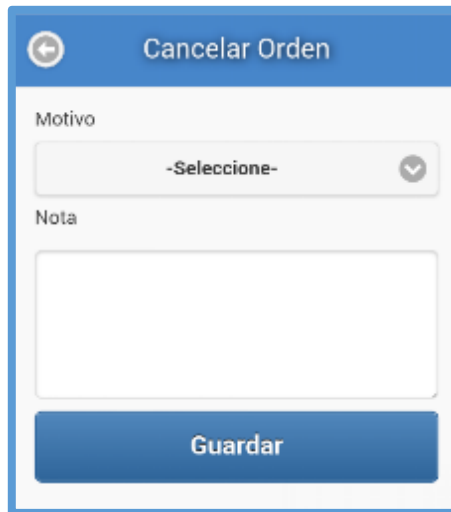 Cancelar Orden
Motivo
-Seleccione-
Nota
Guardar